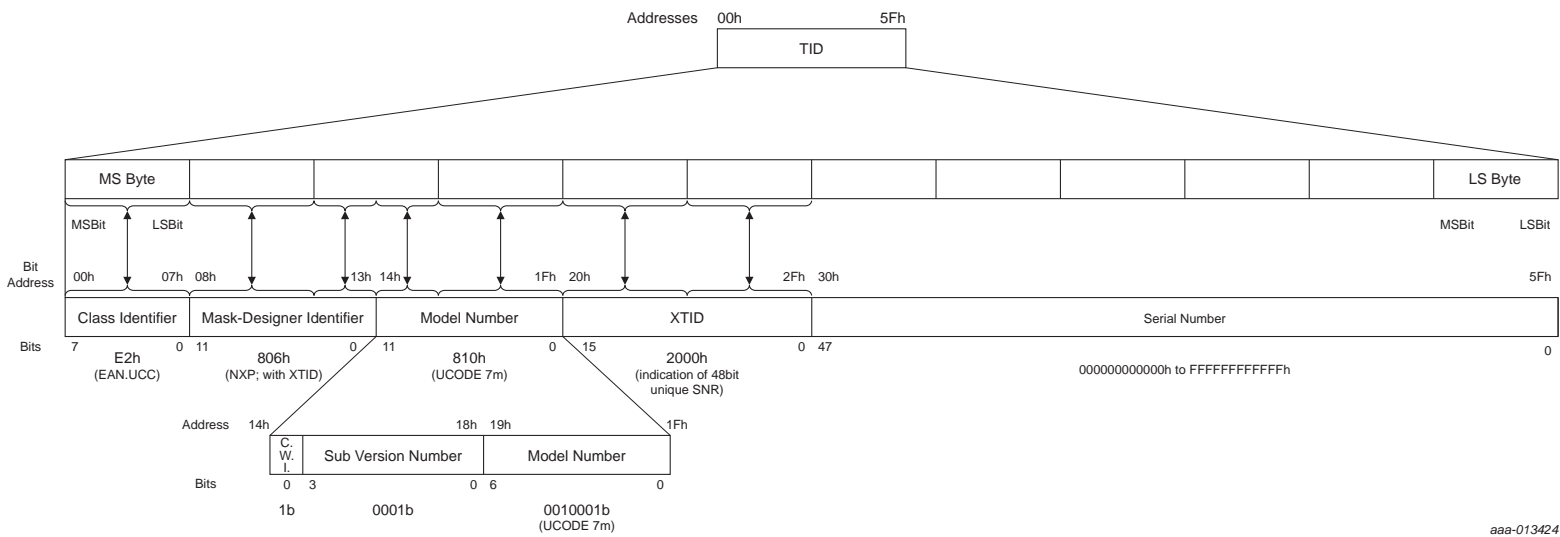 Addresses 00h 5Fh
TID
MS Byte LS Byte
MSBit LSBit MSBit LSBit
Bit
Address
00h 07h 08h 13h 14h 1Fh 20h 2Fh 30h 5Fh
Class Identifier Mask-Designer Identifier Model Number XTID Serial Number
Bits 7 0 11 0 11 0 15 0 47 0
E2h 806h 810h 2000h
(EAN.UCC) (NXP; with XTID) (UCODE 7m) (indication of 48bit
unique SNR)
000000000000h to FFFFFFFFFFFFh
Address 14h 18h 19h 1Fh
C.
W.
I.
Sub Version Number Model Number
Bits 0 3 0 6 0
1b 0001b 0010001b
(UCODE 7m)
aaa-013424